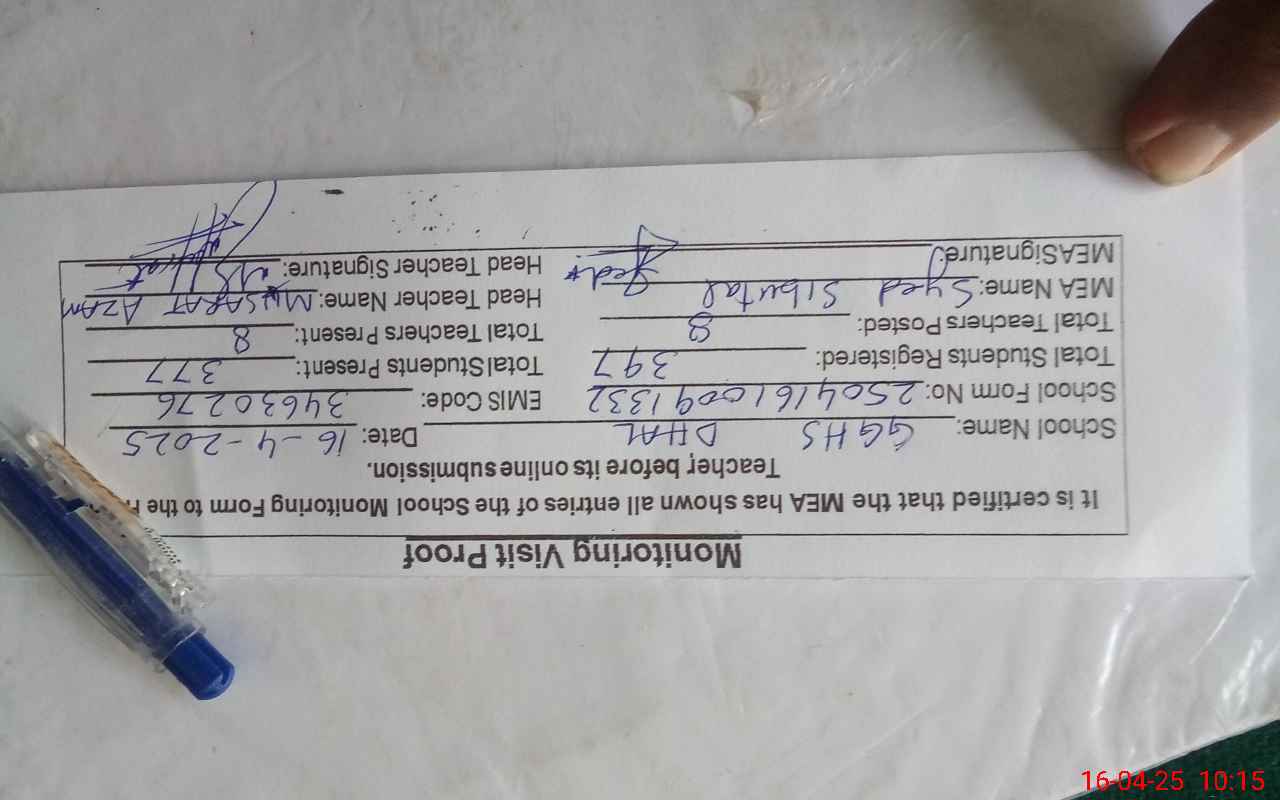 Monitoring Visit Proof
It is certified that the MEA has shown all entries of the School Monitoring Form to the
Teacher before its online submission.
School Name: GGHS DHAL Date: 16-4-2025
School Form No: 25041610091332 EMIS Code: 34630276
Total Students Registered: 397 Total Students Present: 377
Total Teachers Posted: 8 Total Teachers Present: 8
MEA Name: Syed Sibutal Head Teacher Name: MUSARAT AZAM
MEASignature: Head Teacher Signature:
16-04-25 10:15